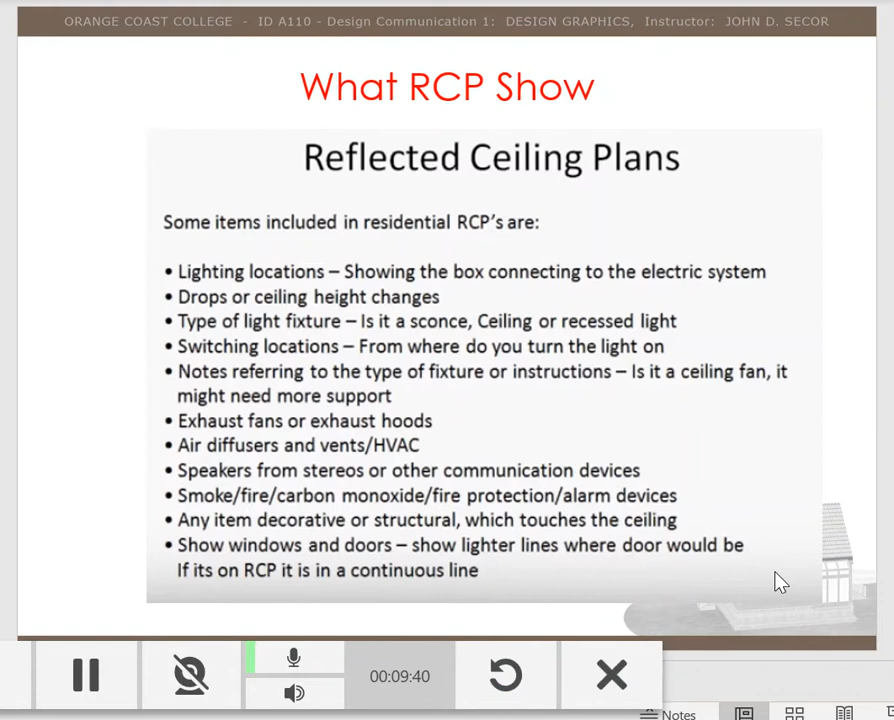 ORANGE COAST COLLEGE - ID A110 - Design Communication 1: DESIGN GRAPHICS, Instructor: JOHN D. SECOR
What RCP Show
Reflected Ceiling Plans
Some items included in residential RCP's are:
• Lighting locations – Showing the box connecting to the electric system
• Drops or ceiling height changes
• Type of light fixture – Is it a sconce, Ceiling or recessed light
• Switching locations – From where do you turn the light on
• Notes referring to the type of fixture or instructions – Is it a ceiling fan, it
might need more support
• Exhaust fans or exhaust hoods
• Air diffusers and vents/HVAC
• Speakers from stereos or other communication devices
• Smoke/fire/carbon monoxide/fire protection/alarm devices
• Any item decorative or structural, which touches the ceiling
• Show windows and doors – show lighter lines where door would be
If its on RCP it is in a continuous line
00:09:40
Notes